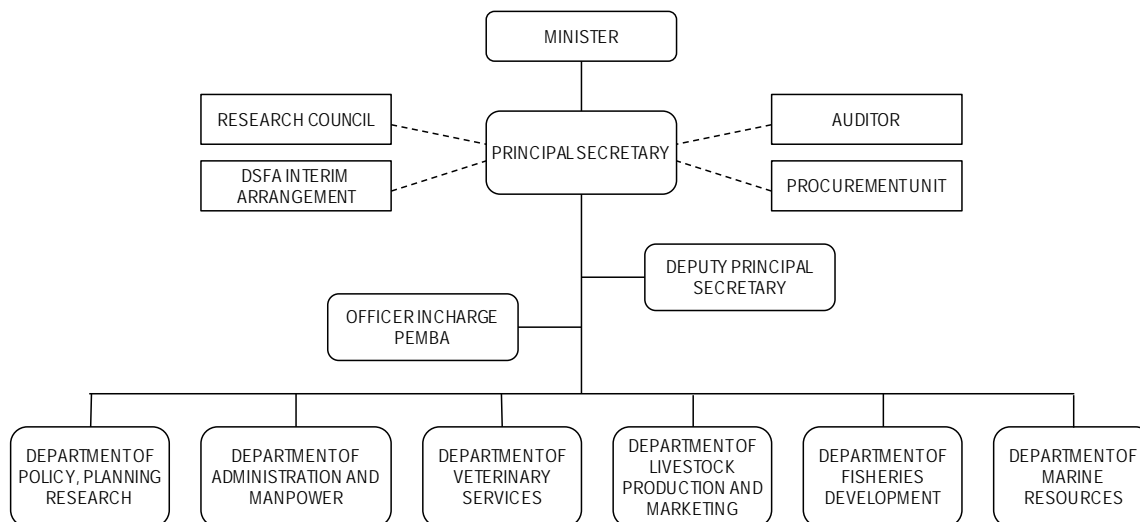 MINISTER
RESEARCH COUNCIL
AUDITOR
PRINCIPAL SECRETARY
DSFA INTERIM
ARRANGEMENT
PROCUREMENT UNIT
DEPUTY PRINCIPAL
SECRETARY
OFFICER INCHARGE
PEMBA
DEPARTMENT OF
POLICY, PLANNING
RESEARCH
DEPARTMENT OF
ADMINISTRATION AND
MANPOWER
DEPARTMENT OF
VETERINARY
SERVICES
DEPARTMENT OF
LIVESTOCK
PRODUCTION AND
MARKETING
DEPARTMENT OF
FISHERIES
DEVELOPMENT
DEPARTMENT OF
MARINE
RESOURCES